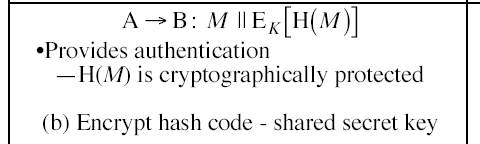 A → B: M || E_K[H(M)]
•Provides authentication
—H(M) is cryptographically protected
(b) Encrypt hash code - shared secret key